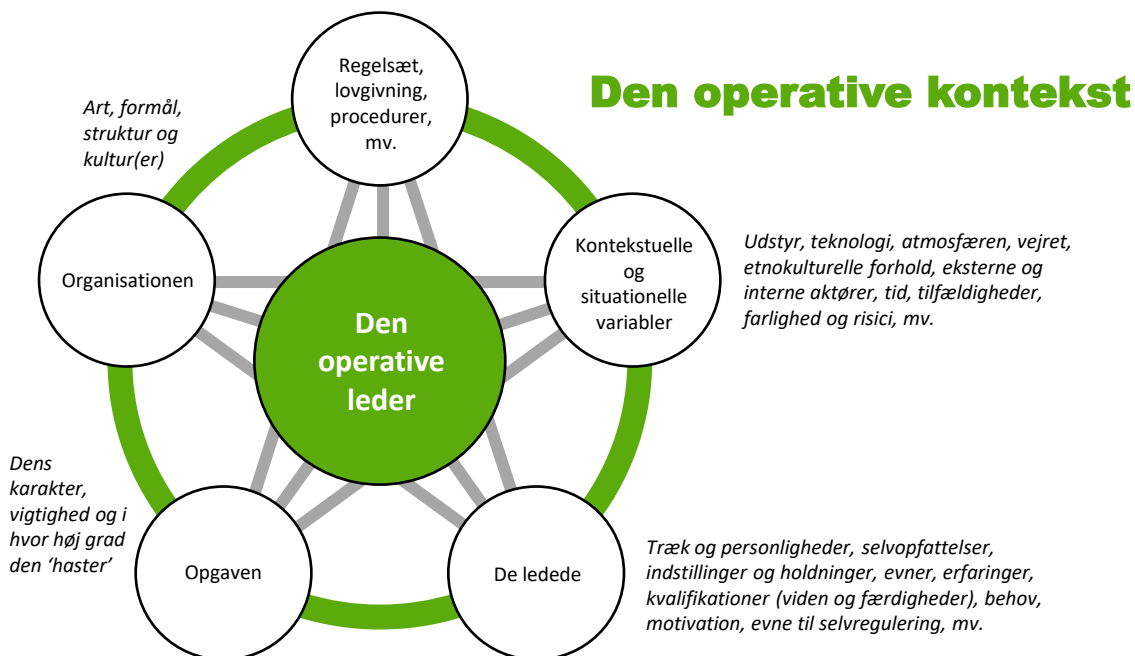 Den operative kontekst
Regelsæt,
lovgivning,
procedurer,
mv.
Art, formål,
struktur og
kultur(er)
Organisationen
Kontekstuelle
og
situationelle
variabler
Udstyr, teknologi, atmosfæren, vejret,
etnokulturelle forhold, eksterne og
interne aktører, tid, tilfældigheder,
farlighed og risici, mv.
Den
operative
leder
Dens
karakter,
vigtighed og i
hvor høj grad
den ‘haster’
Opgaven
De ledede
Træk og personligheder, selvopfattelser,
indstillinger og holdninger, evner, erfaringer,
kvalifikationer (viden og færdigheder), behov,
motivation, evne til selvregulering, mv.